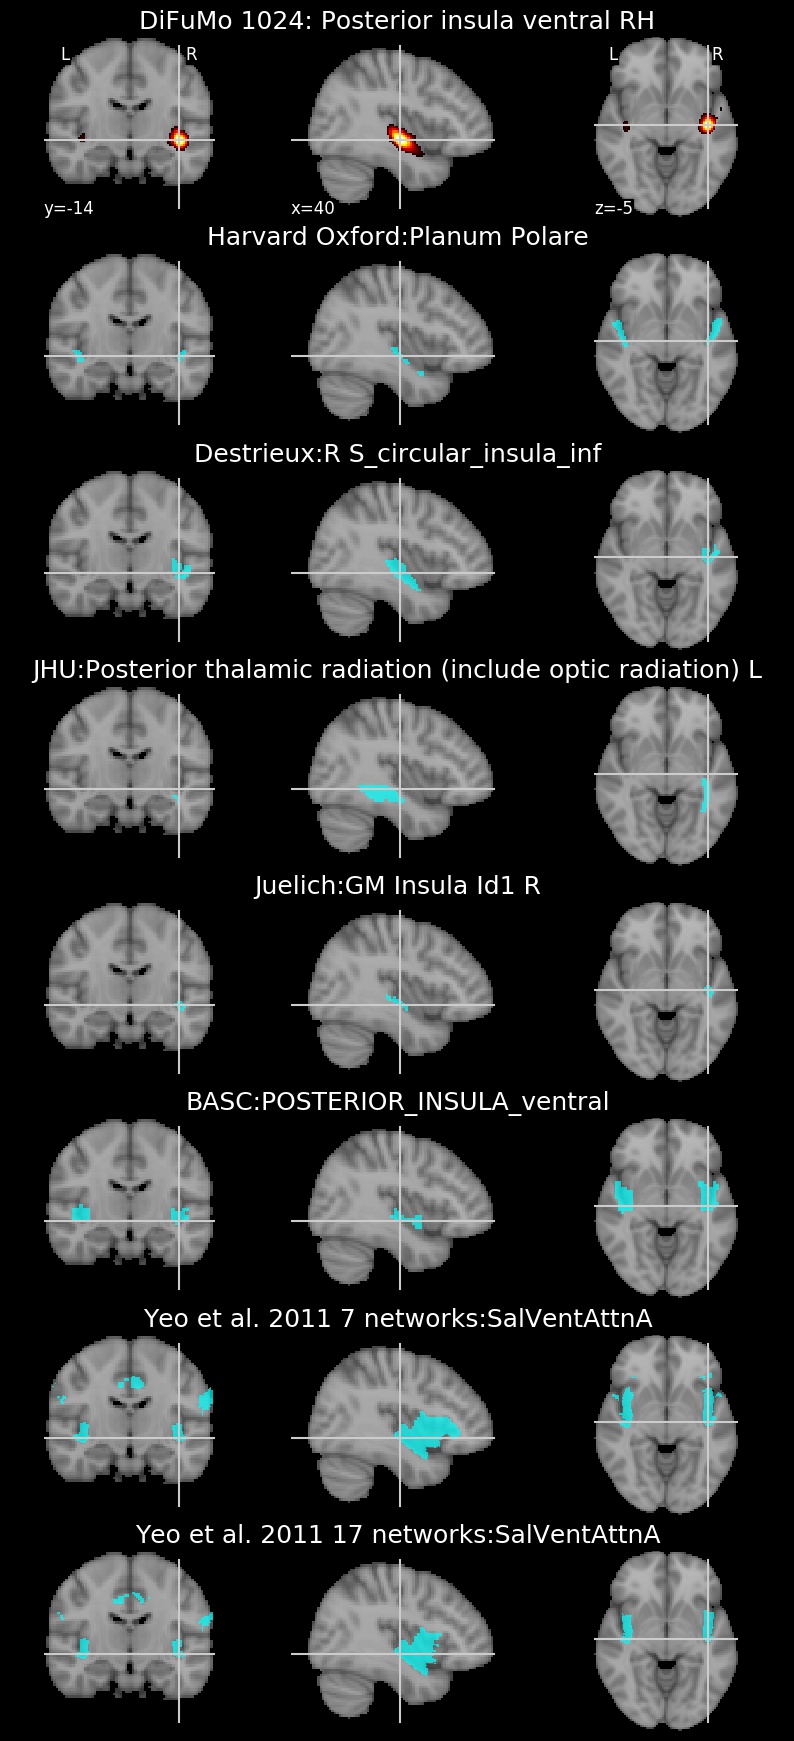 DiFuMo 1024: Posterior insula ventral RH
L R L R
y=-14 x=40 z=-5
Harvard Oxford:Planum Polare
Destrieux:R S_circular_insula_inf
JHU:Posterior thalamic radiation (include optic radiation) L
Juelich:GM Insula Id1 R
BASC:POSTERIOR_INSULA_ventral
Yeo et al. 2011 7 networks:SalVentAttnA
Yeo et al. 2011 17 networks:SalVentAttnA